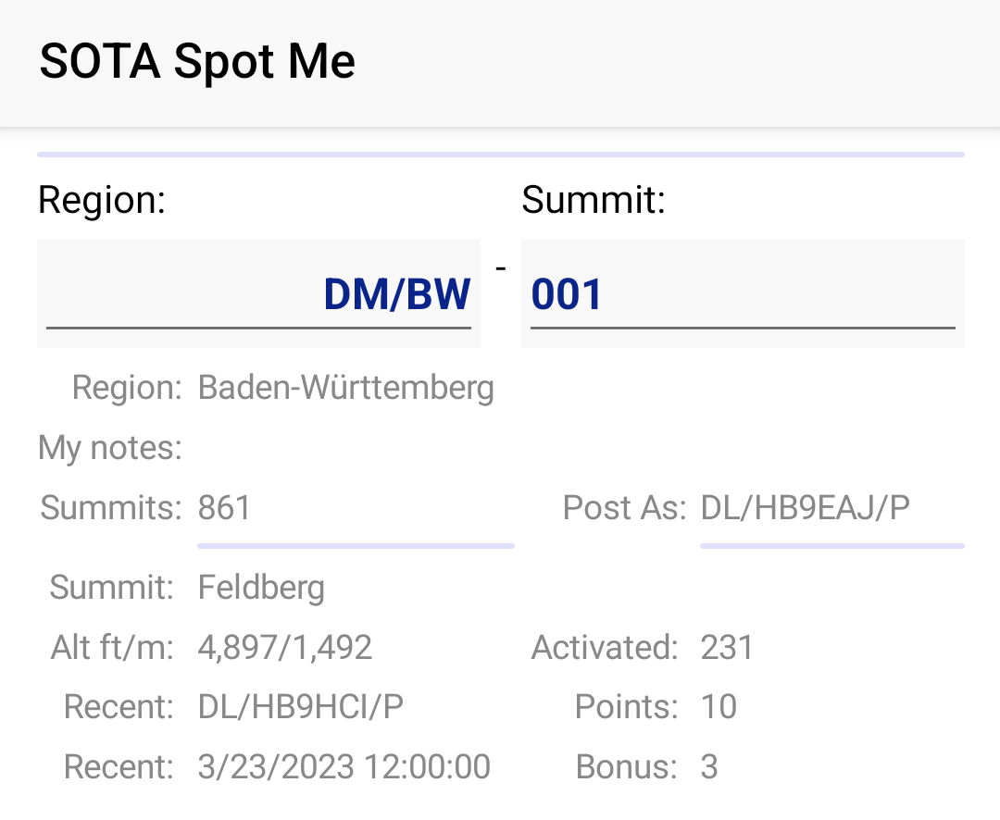 SOTA Spot Me
Region: Summit:
DM/BW - 001
Region: Baden-Württemberg
My notes:
Summits: 861 Post As: DL/HB9EAJ/P
Summit: Feldberg
Alt ft/m: 4,897/1,492 Activated: 231
Recent: DL/HB9HCI/P Points: 10
Recent: 3/23/2023 12:00:00 Bonus: 3